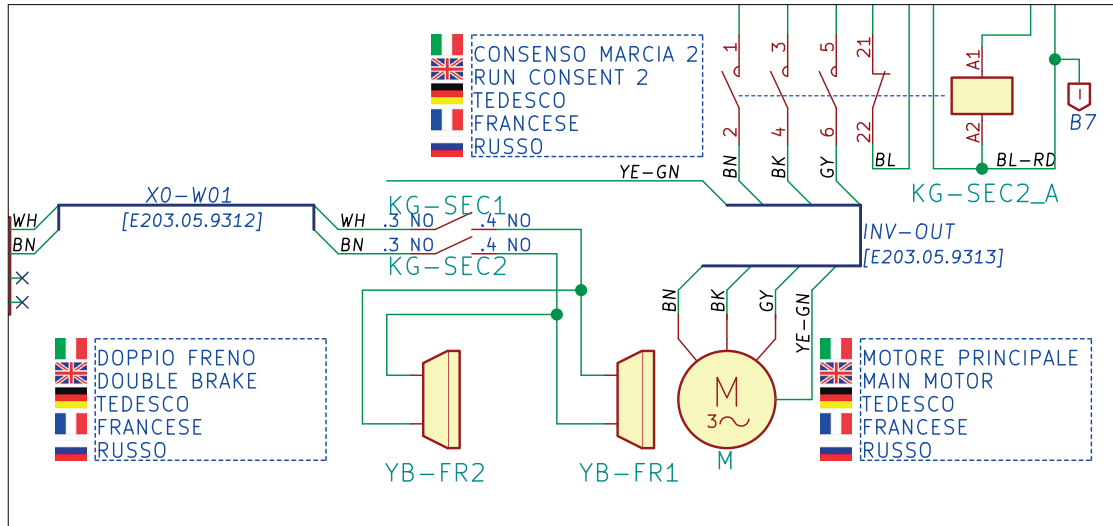 CONSENSO MARCIA 2
RUN CONSENT 2
TEDESCO
FRANCESE
RUSSO
1
3
5
21
2
4
6
22
A1
A2
B7
BN
BK
GY
BL
BL-RD
KG-SEC2_A
YE-GN
X0-W01
[E203.05.9312]
WH
BN
WH
BN
KG-SEC1
.3 NO
.4 NO
.3 NO
.4 NO
KG-SEC2
INV-OUT
[E203.05.9313]
BN
BK
GY
YE-GN
DOPPIO FRENO
DOUBLE BRAKE
TEDESCO
FRANCESE
RUSSO
YB-FR2
YB-FR1
M
3~
M
MOTORE PRINCIPALE
MAIN MOTOR
TEDESCO
FRANCESE
RUSSO